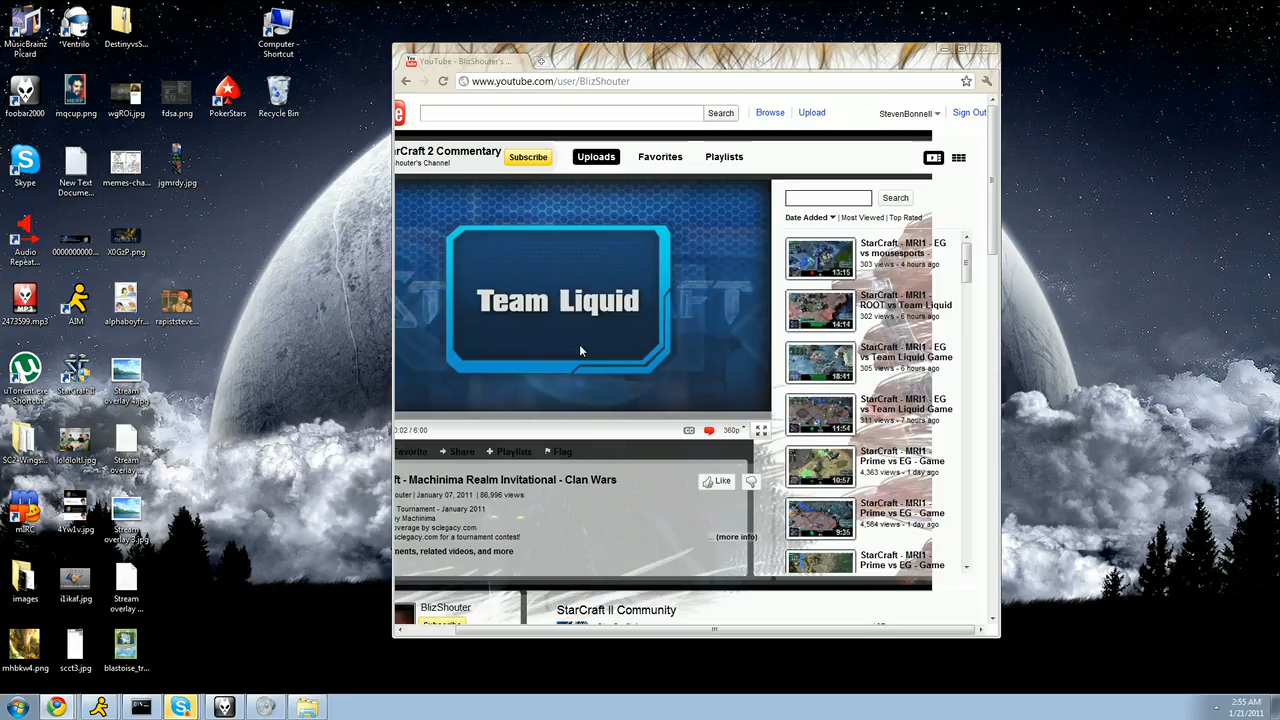 MusicBrainz Picard
Ventrilo
DestinyvsS...
Computer - Shortcut
foobar2000
hrcup.png
fdsa.png
PokerStars
Recycle Bin
Skype
New Text Docume...
memes-cha...
jgmrdyj.jpg
Audio Repeat...
2473599.mp3
AIM
alphaboyfr...
rapistste...
uTorrent.exe Shortcut
StarCraft II
Stream overlay 4.jpg
SC2-Wings...
lolololtl.jpg
Stream overlay ...
mIRC
4Yw1v.jpg
Stream overlay 3.jpg
images
i1ikaf.jpg
Stream overlay ...
mhbkw4.png
scct3.jpg
blastoise_tr...
YouTube - BlizShouter's ...
www.youtube.com/user/BlizShouter
Search
Browse
Upload
StevenBonnell
Sign Out
rCraft 2 Commentary
houter's Channel
Subscribe
Uploads
Favorites
Playlists
Team Liquid
0:02 / 6:00
CC
360p
avorite
Share
Playlists
Flag
ft - Machinima Realm Invitational - Clan Wars
outer | January 07, 2011 | 86,996 views
Like
Tournament - January 2011
by Machinima
overage by sclegacy.com
sclegacy.com for a tournament contest!
... (more info)
ments, related videos, and more
Search
Date Added | Most Viewed | Top Rated
StarCraft - MRI1 - EG
vs mousesports -
303 views - 4 hours ago
13:15
StarCraft - MRI1 -
ROOT vs Team Liquid
302 views - 6 hours ago
14:14
StarCraft - MRI1 - EG
vs Team Liquid Game
305 views - 6 hours ago
18:41
StarCraft - MRI1 - EG
vs Team Liquid Game
311 views - 7 hours ago
11:54
StarCraft - MRI1 -
Prime vs EG - Game
4,363 views - 1 day ago
10:57
StarCraft - MRI1 -
Prime vs EG - Game
4,584 views - 1 day ago
9:35
StarCraft - MRI1 -
Prime vs EG - Game
BlizShouter
StarCraft II Community
2:55 AM
1/21/2011